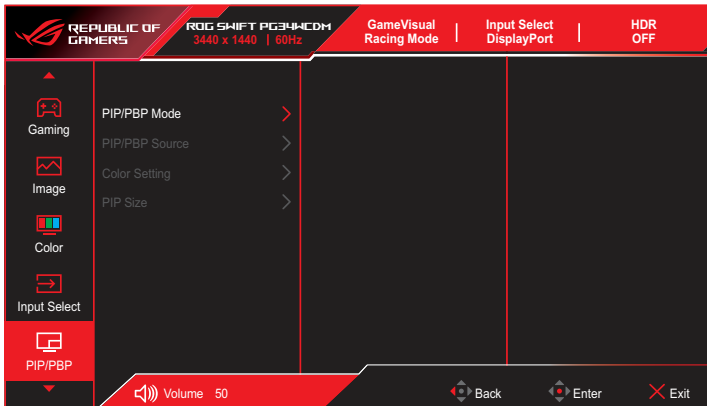 REPUBLIC OF
GAMERS
ROG SWIFT PG34WCDM
3440 x 1440 | 60Hz
GameVisual
Racing Mode
Input Select
DisplayPort
HDR
OFF
Gaming
Image
Color
Input Select
PIP/PBP
PIP/PBP Mode
PIP/PBP Source
Color Setting
PIP Size
Volume 50
Back
Enter
Exit